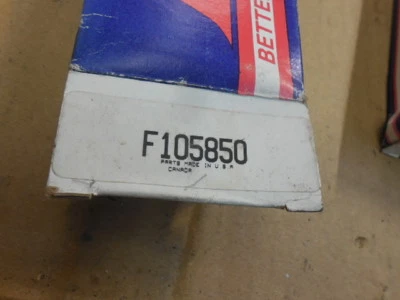 BETTE
F105850
PARTS MADE IN U S A
CANADA